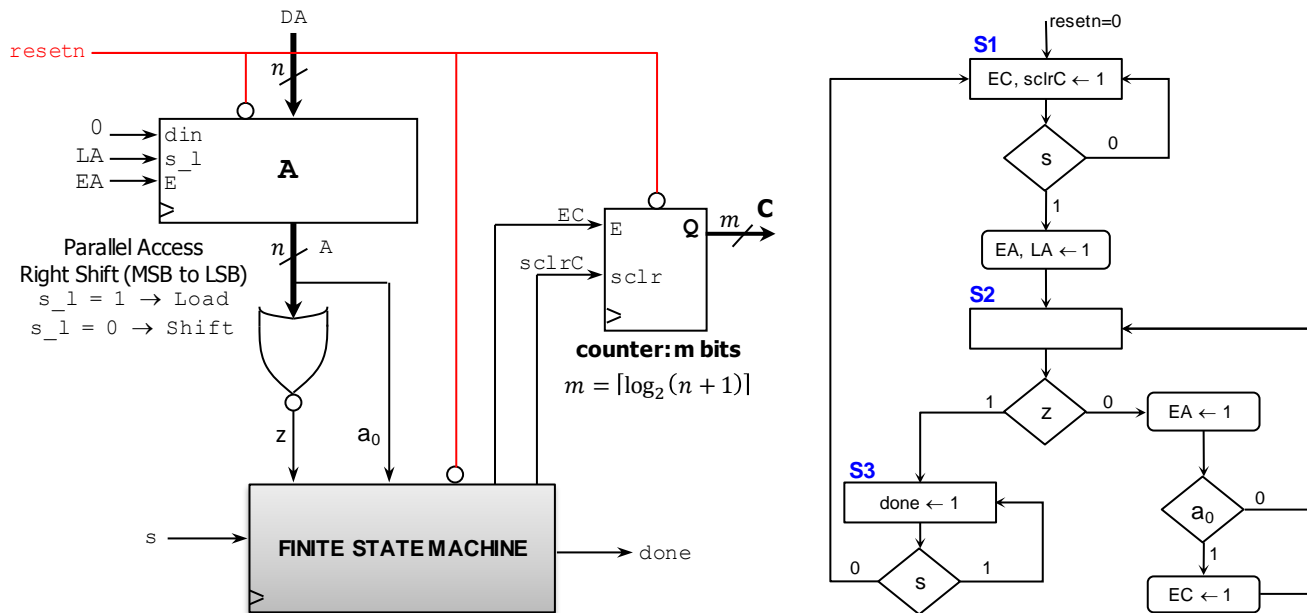 DA
resetn
n
0
din
LA
s_l
EA
E
A
Parallel Access
Right Shift (MSB to LSB)
s_l = 1 → Load
s_l = 0 → Shift
n
A
EC
E
Q
m
C
sclrC
sclr
counter: m bits
m = ⌈log₂(n + 1)⌉
z
a₀
s
FINITE STATE MACHINE
done
resetn=0
S1
EC, sclrC ← 1
s
0
1
EA, LA ← 1
S2
1
z
0
EA ← 1
S3
done ← 1
a₀
0
1
0
s
1
EC ← 1